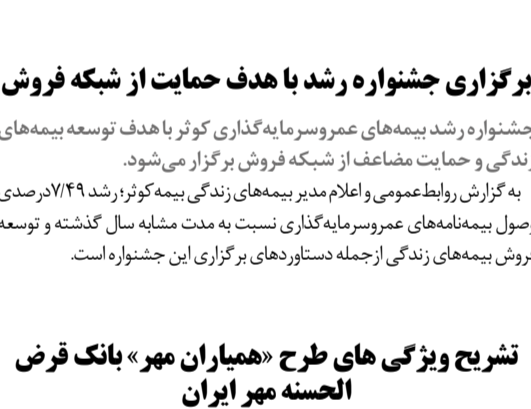 برگزاری جشنواره رشد با هدف حمایت از شبکه فروش
جشنواره رشد بیمه‌های عمروسرمایه‌گذاری کوثر با هدف توسعه بیمه‌های
زندگی و حمایت مضاعف از شبکه فروش برگزار می‌شود.
به گزارش روابط‌عمومی و اعلام مدیر بیمه‌های زندگی بیمه‌کوثر؛ رشد ۷/۴۹درصدی
وصول بیمه‌نامه‌های عمروسرمایه‌گذاری نسبت به مدت مشابه سال گذشته و توسعه
فروش بیمه‌های زندگی ازجمله دستاوردهای برگزاری این جشنواره است.
تشریح ویژگی های طرح «همیاران مهر» بانک قرض
الحسنه مهر ایران